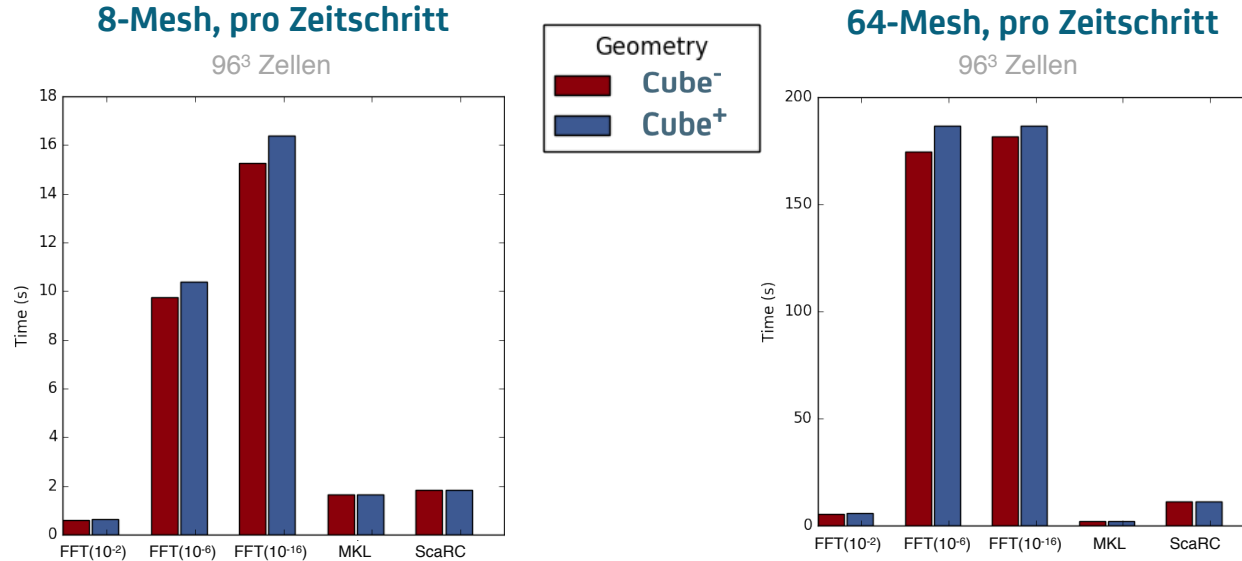 8-Mesh, pro Zeitschritt
96³ Zellen
18
16
14
12
10
8
6
4
2
0
Time (s)
FFT(10⁻²) FFT(10⁻⁶) FFT(10⁻¹⁶) MKL ScaRC
Geometry
Cube⁻
Cube⁺
64-Mesh, pro Zeitschritt
96³ Zellen
200
150
100
50
0
Time (s)
FFT(10⁻²) FFT(10⁻⁶) FFT(10⁻¹⁶) MKL ScaRC